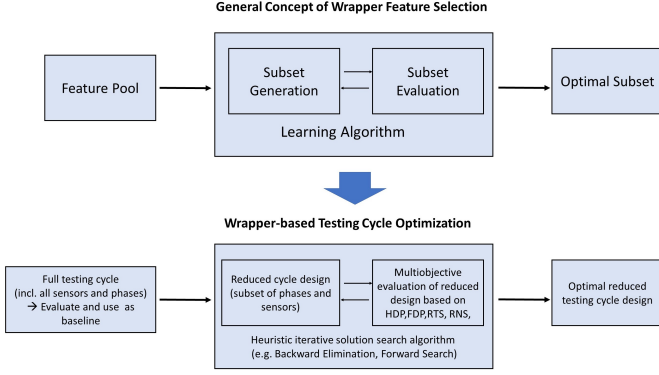 General Concept of Wrapper Feature Selection
Feature Pool
Subset
Generation
Subset
Evaluation
Learning Algorithm
Optimal Subset
Wrapper-based Testing Cycle Optimization
Full testing cycle
(incl. all sensors and phases)
→ Evaluate and use as
baseline
Reduced cycle design
(subset of phases and
sensors)
Multiobjective
evaluation of reduced
design based on
HDP,FDP,RTS, RNS,
Heuristic iterative solution search algorithm
(e.g. Backward Elimination, Forward Search)
Optimal reduced
testing cycle design